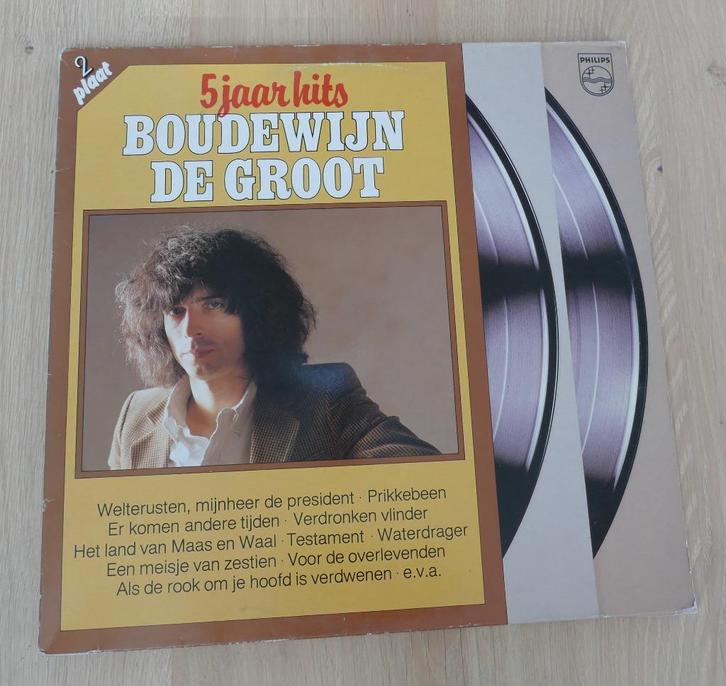 2
plaat
5 jaar hits
BOUDEWIJN
DE GROOT
PHILIPS
Welterusten, mijnheer de president · Prikkebeen
Er komen andere tijden · Verdronken vlinder
Het land van Maas en Waal · Testament · Waterdrager
Een meisje van zestien · Voor de overlevenden
Als de rook om je hoofd is verdwenen · e.v.a.